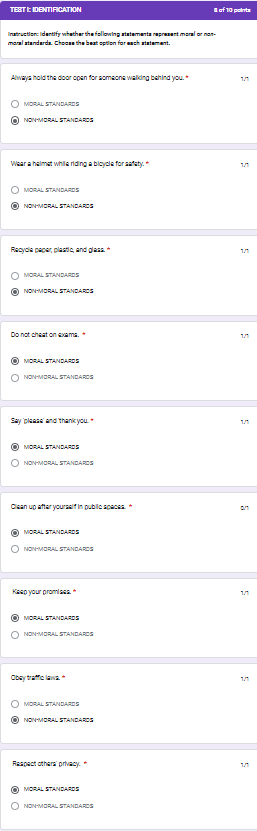 TEST I: IDENTIFICATION
8 of 10 points
Instruction: Identify whether the following statements represent moral or non-
moral standards. Choose the best option for each statement.
Always hold the door open for someone walking behind you. *
1/1
MORAL STANDARDS
NON-MORAL STANDARDS
Wear a helmet while riding a bicycle for safety. *
1/1
MORAL STANDARDS
NON-MORAL STANDARDS
Recycle paper, plastic, and glass. *
1/1
MORAL STANDARDS
NON-MORAL STANDARDS
Do not cheat on exams. *
1/1
MORAL STANDARDS
NON-MORAL STANDARDS
Say 'please' and 'thank you. *
1/1
MORAL STANDARDS
NON-MORAL STANDARDS
Clean up after yourself in public spaces. *
0/1
MORAL STANDARDS
NON-MORAL STANDARDS
Keep your promises. *
1/1
MORAL STANDARDS
NON-MORAL STANDARDS
Obey traffic laws. *
1/1
MORAL STANDARDS
NON-MORAL STANDARDS
Respect others' privacy. *
1/1
MORAL STANDARDS
NON-MORAL STANDARDS